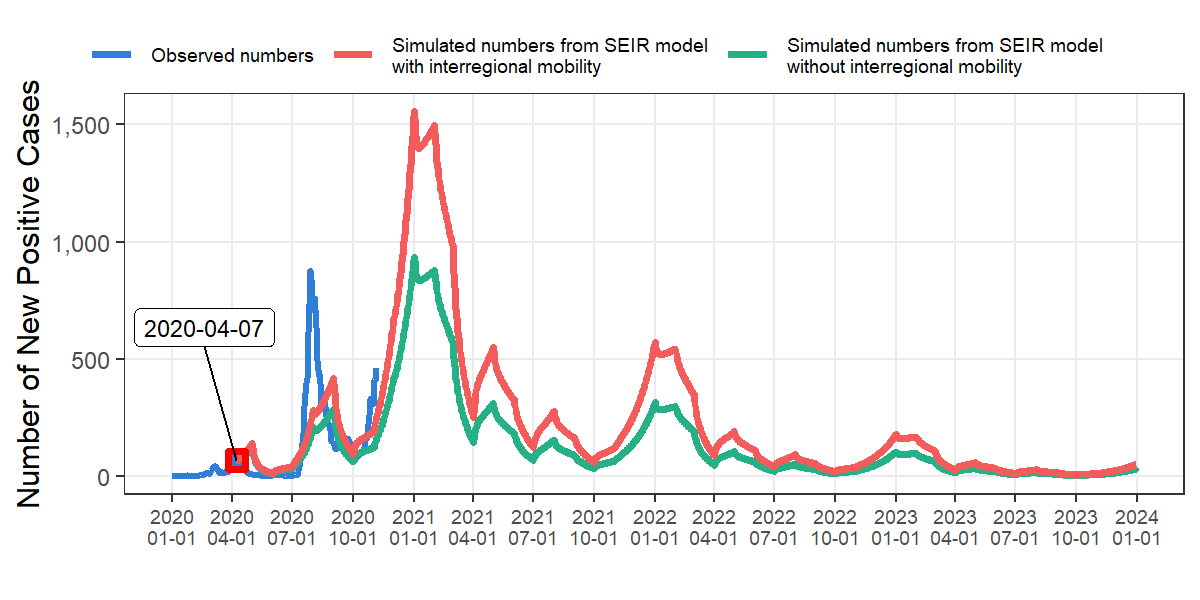 Observed numbers
Simulated numbers from SEIR model
with interregional mobility
Simulated numbers from SEIR model
without interregional mobility
Number of New Positive Cases
1,500
1,000
500
0
2020-04-07
2020 2020 2020 2020 2021 2021 2021 2021 2022 2022 2022 2022 2023 2023 2023 2023 2024
01-01 04-01 07-01 10-01 01-01 04-01 07-01 10-01 01-01 04-01 07-01 10-01 01-01 04-01 07-01 10-01 01-01